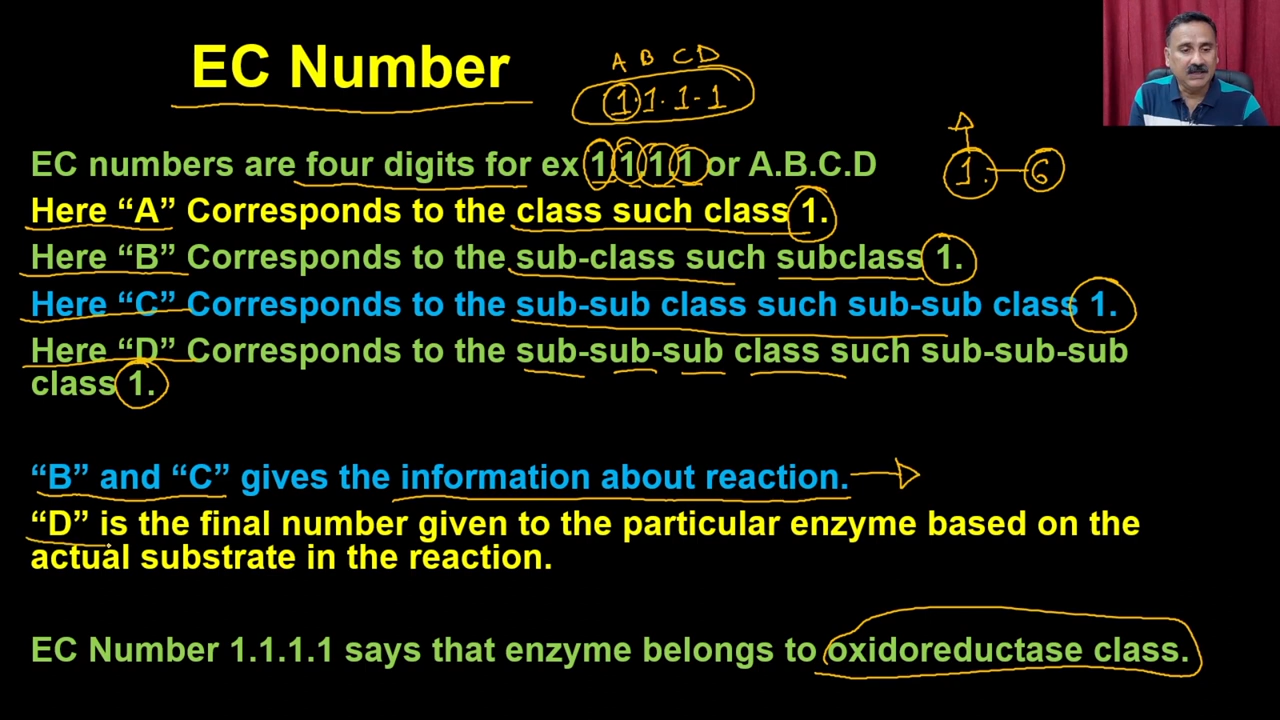 EC Number
A B C D
1.1.1-1
EC numbers are four digits for ex 1.1.1.1 or A.B.C.D
1. 6
Here “A” Corresponds to the class such class 1.
Here “B” Corresponds to the sub-class such subclass 1.
Here “C” Corresponds to the sub-sub class such sub-sub class 1.
Here “D” Corresponds to the sub-sub-sub class such sub-sub-sub
class 1.
“B” and “C” gives the information about reaction.
“D” is the final number given to the particular enzyme based on the
actual substrate in the reaction.
EC Number 1.1.1.1 says that enzyme belongs to oxidoreductase class.